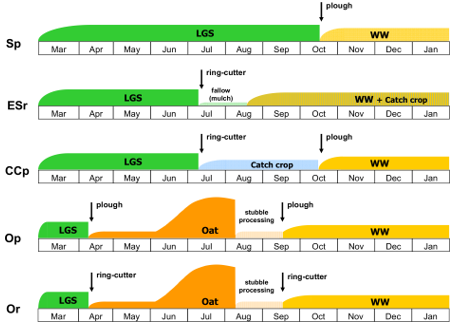 plough
Sp
LGS
WW
Mar Apr May Jun Jul Aug Sep Oct Nov Dec Jan
ring-cutter
ESr
LGS
fallow
(mulch)
WW + Catch crop
Mar Apr May Jun Jul Aug Sep Oct Nov Dec Jan
ring-cutter plough
CCp
LGS
Catch crop
WW
Mar Apr May Jun Jul Aug Sep Oct Nov Dec Jan
plough plough
Op
LGS
Oat
stubble
processing
WW
Mar Apr May Jun Jul Aug Sep Oct Nov Dec Jan
ring-cutter ring-cutter
Or
LGS
Oat
stubble
processing
WW
Mar Apr May Jun Jul Aug Sep Oct Nov Dec Jan